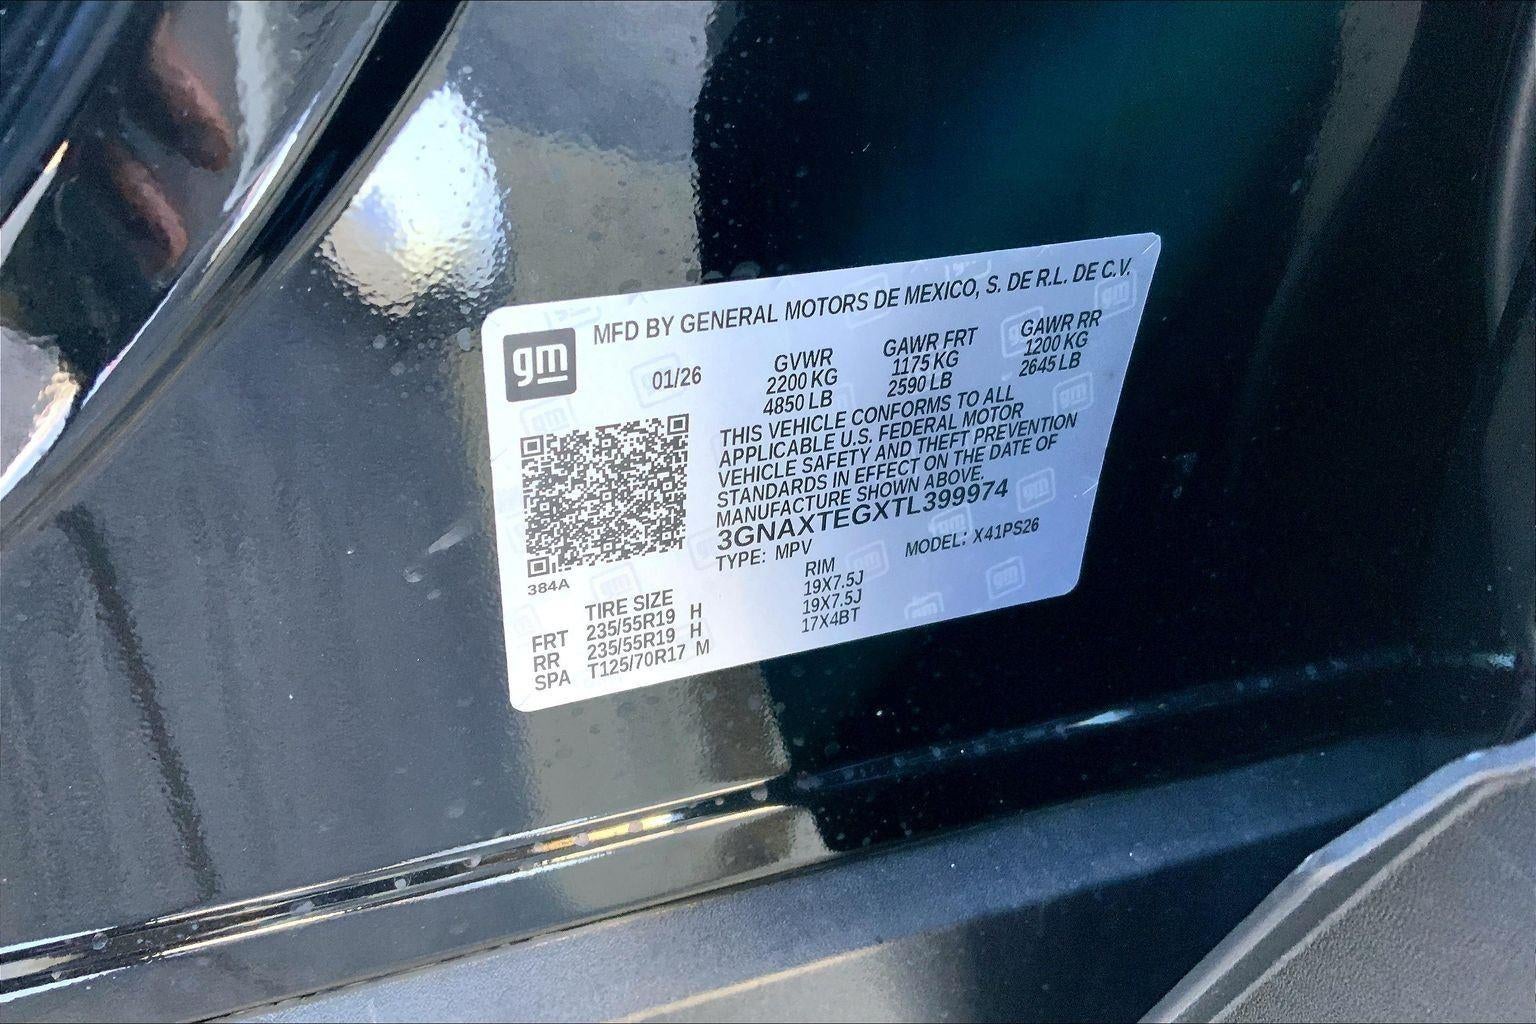 gm
MFD BY GENERAL MOTORS DE MEXICO, S. DE R.L. DE C.V.
01/26
GVWR
2200 KG
4850 LB
GAWR FRT
1175 KG
2590 LB
GAWR RR
1200 KG
2645 LB
THIS VEHICLE CONFORMS TO ALL
APPLICABLE U.S. FEDERAL MOTOR
VEHICLE SAFETY AND THEFT PREVENTION
STANDARDS IN EFFECT ON THE DATE OF
MANUFACTURE SHOWN ABOVE.
3GNAXTEGXTL399974
TYPE: MPV MODEL: X41PS26
384A
TIRE SIZE RIM
FRT 235/55R19 H 19X7.5J
RR 235/55R19 H 19X7.5J
SPA T125/70R17 M 17X4BT